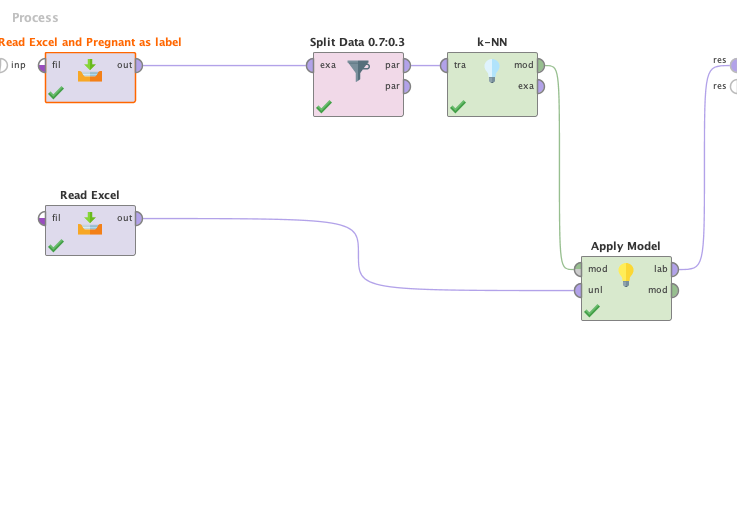 Process
Read Excel and Pregnant as label
Split Data 0.7:0.3
k-NN
res
inp
fil
out
exa
par
tra
mod
res
par
exa
Read Excel
fil
out
Apply Model
mod
lab
unl
mod